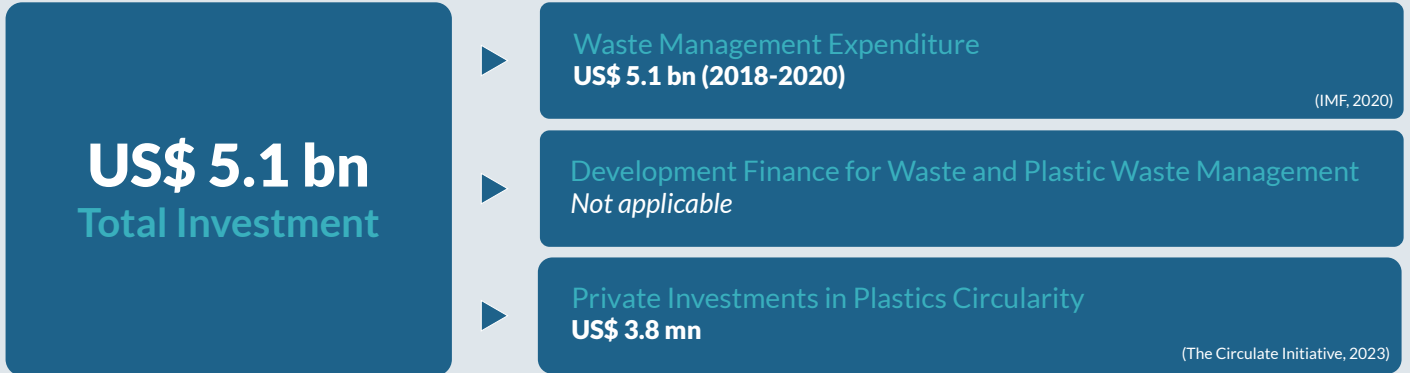 US$ 5.1 bn
Total Investment
Waste Management Expenditure
US$ 5.1 bn (2018-2020)
(IMF, 2020)
Development Finance for Waste and Plastic Waste Management
Not applicable
Private Investments in Plastics Circularity
US$ 3.8 mn
(The Circulate Initiative, 2023)